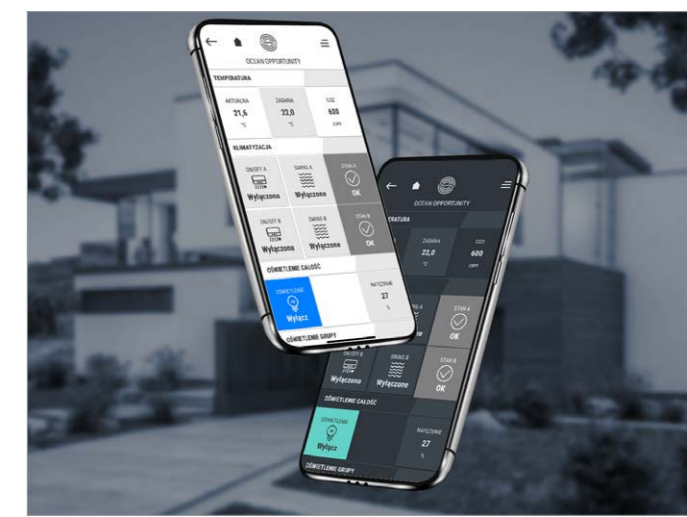 OCEAN OPPORTUNITY
TEMPERATURA
AKTUALNA ZADANA CO2
21,6 22,0 600
°C °C ppm
KLIMATYZACJA
ON/OFF A SWING A STAN A
Wyłączona Wyłączone OK
ON/OFF B SWING B STAN B
Wyłączona Wyłączone OK
OŚWIETLENIE CAŁOŚĆ
OŚWIETLENIE NATĘŻENIE
Wyłącz 27
%
OŚWIETLENIE GRUPY
OCEAN OPPORTUNITY
ERATURA
ZADANA CO2
22,0 600
°C ppm
NG A STAN A
one OK
ON/OFF B SWING B STAN B
Wyłączona Wyłączone OK
OŚWIETLENIE CAŁOŚĆ
OŚWIETLENIE NATĘŻENIE
Wyłącz 27
%
OŚWIETLENIE GRUPY